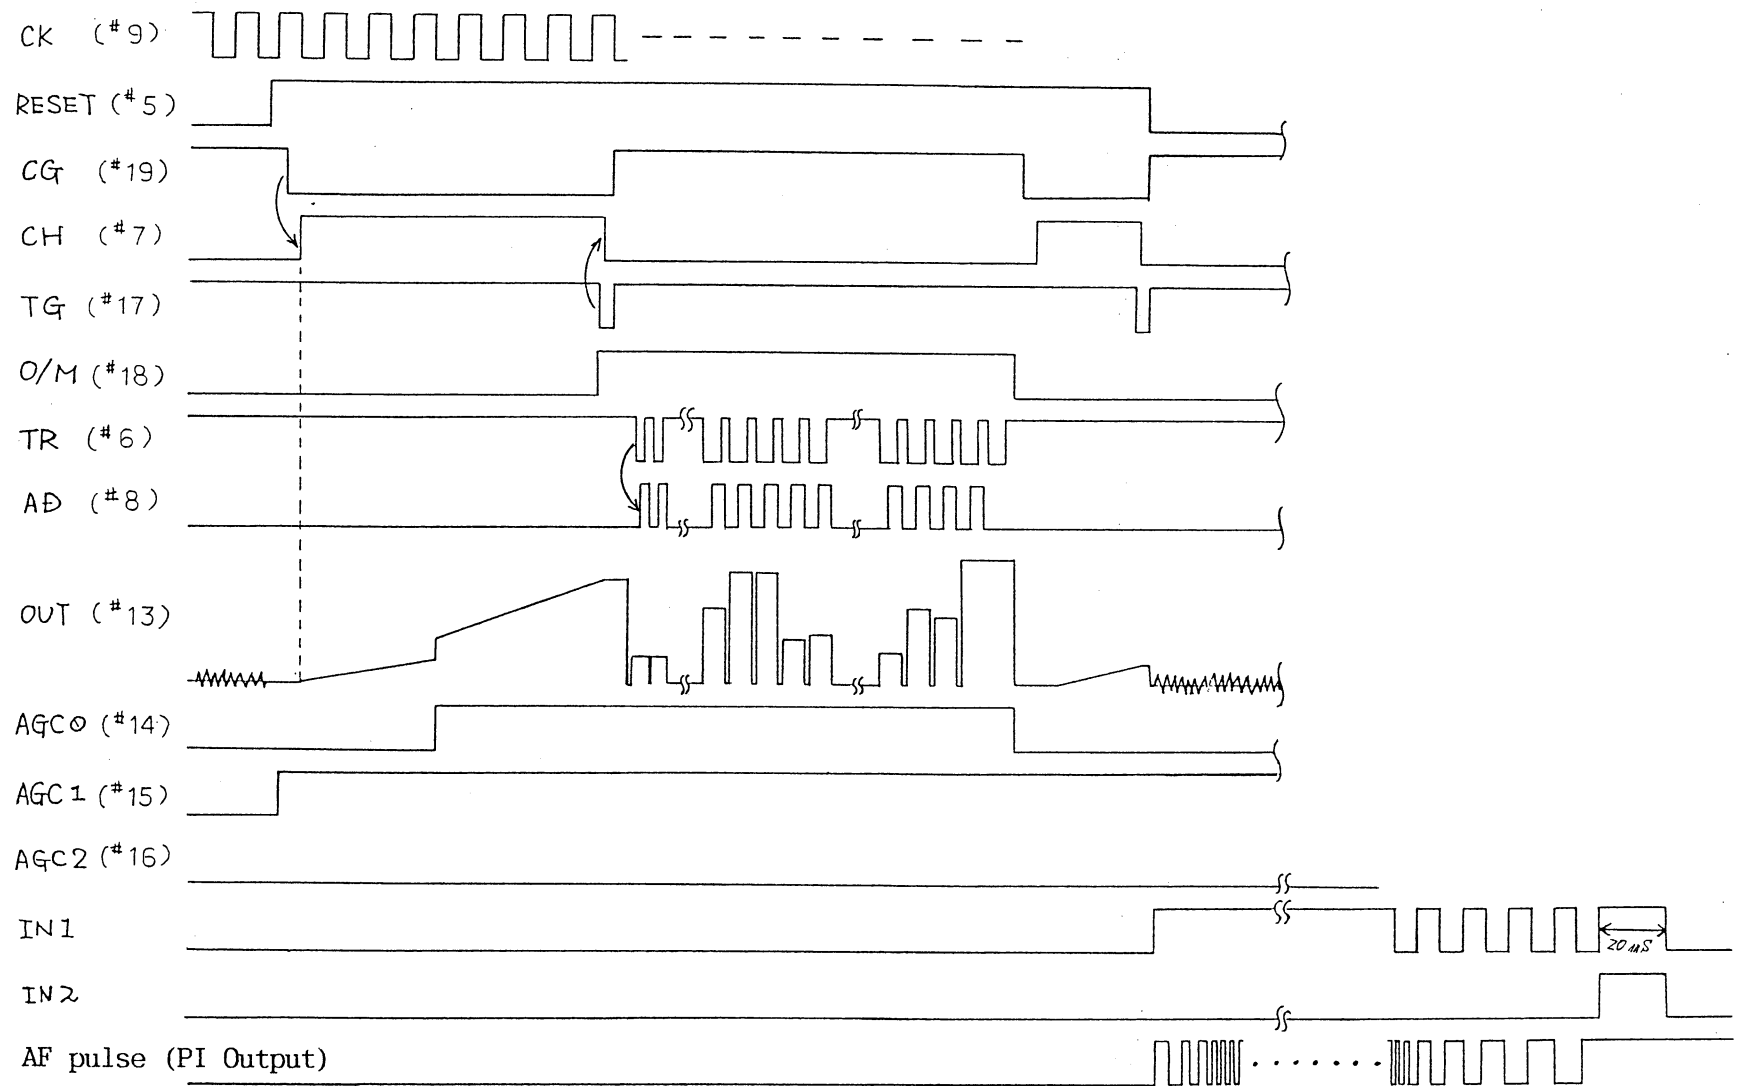 CK (#9)
RESET (#5)
CG (#19)
CH (#7)
TG (#17)
O/M (#18)
TR (#6)
AD (#8)
OUT (#13)
AGC0 (#14)
AGC1 (#15)
AGC2 (#16)
IN1
20mS
IN2
AF pulse (PI Output)